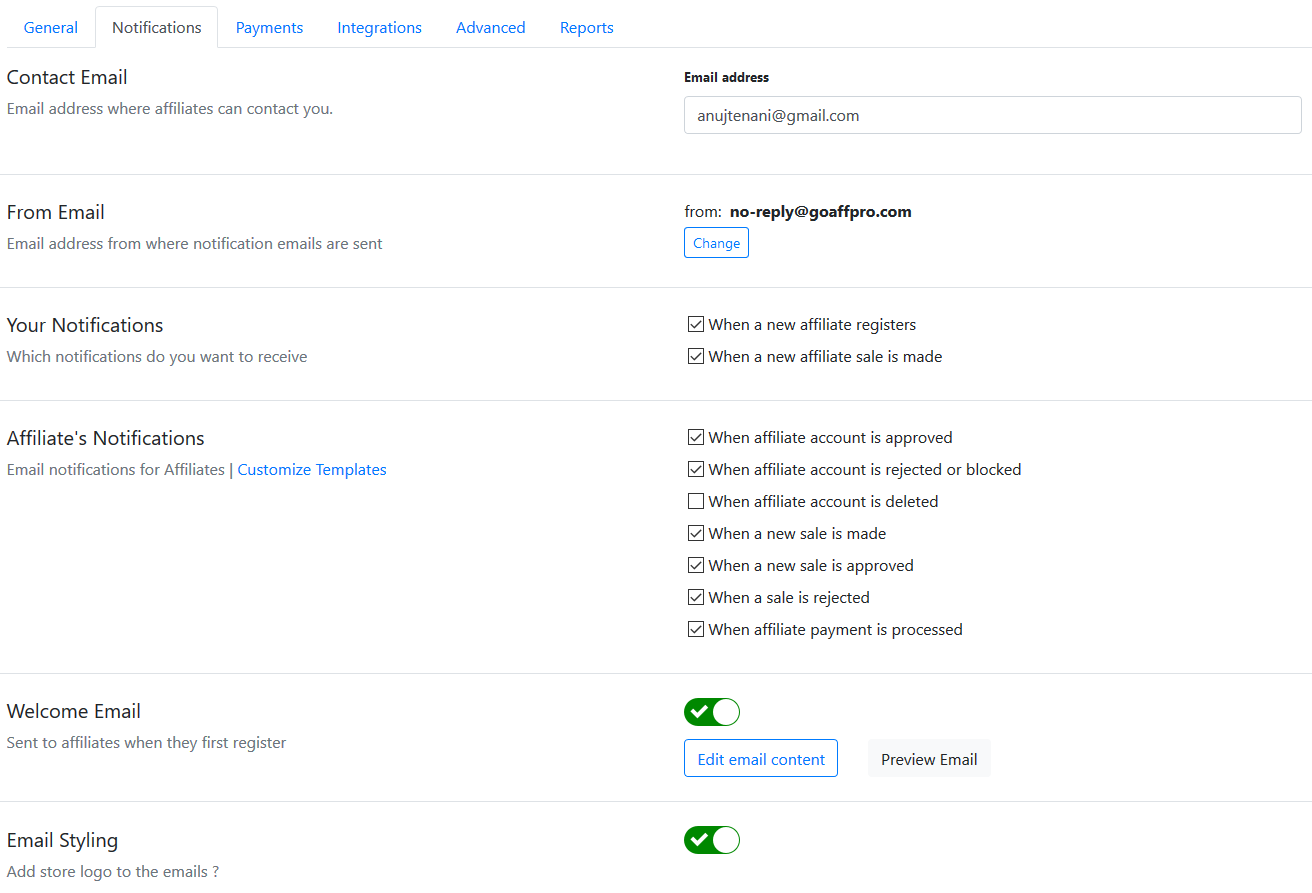 General Notifications Payments Integrations Advanced Reports
Contact Email
Email address where affiliates can contact you.
Email address
anujtenani@gmail.com
From Email
Email address from where notification emails are sent
from: no-reply@goaffpro.com
Change
Your Notifications
Which notifications do you want to receive
When a new affiliate registers
When a new affiliate sale is made
Affiliate's Notifications
Email notifications for Affiliates | Customize Templates
When affiliate account is approved
When affiliate account is rejected or blocked
When affiliate account is deleted
When a new sale is made
When a new sale is approved
When a sale is rejected
When affiliate payment is processed
Welcome Email
Sent to affiliates when they first register
Edit email content Preview Email
Email Styling
Add store logo to the emails ?